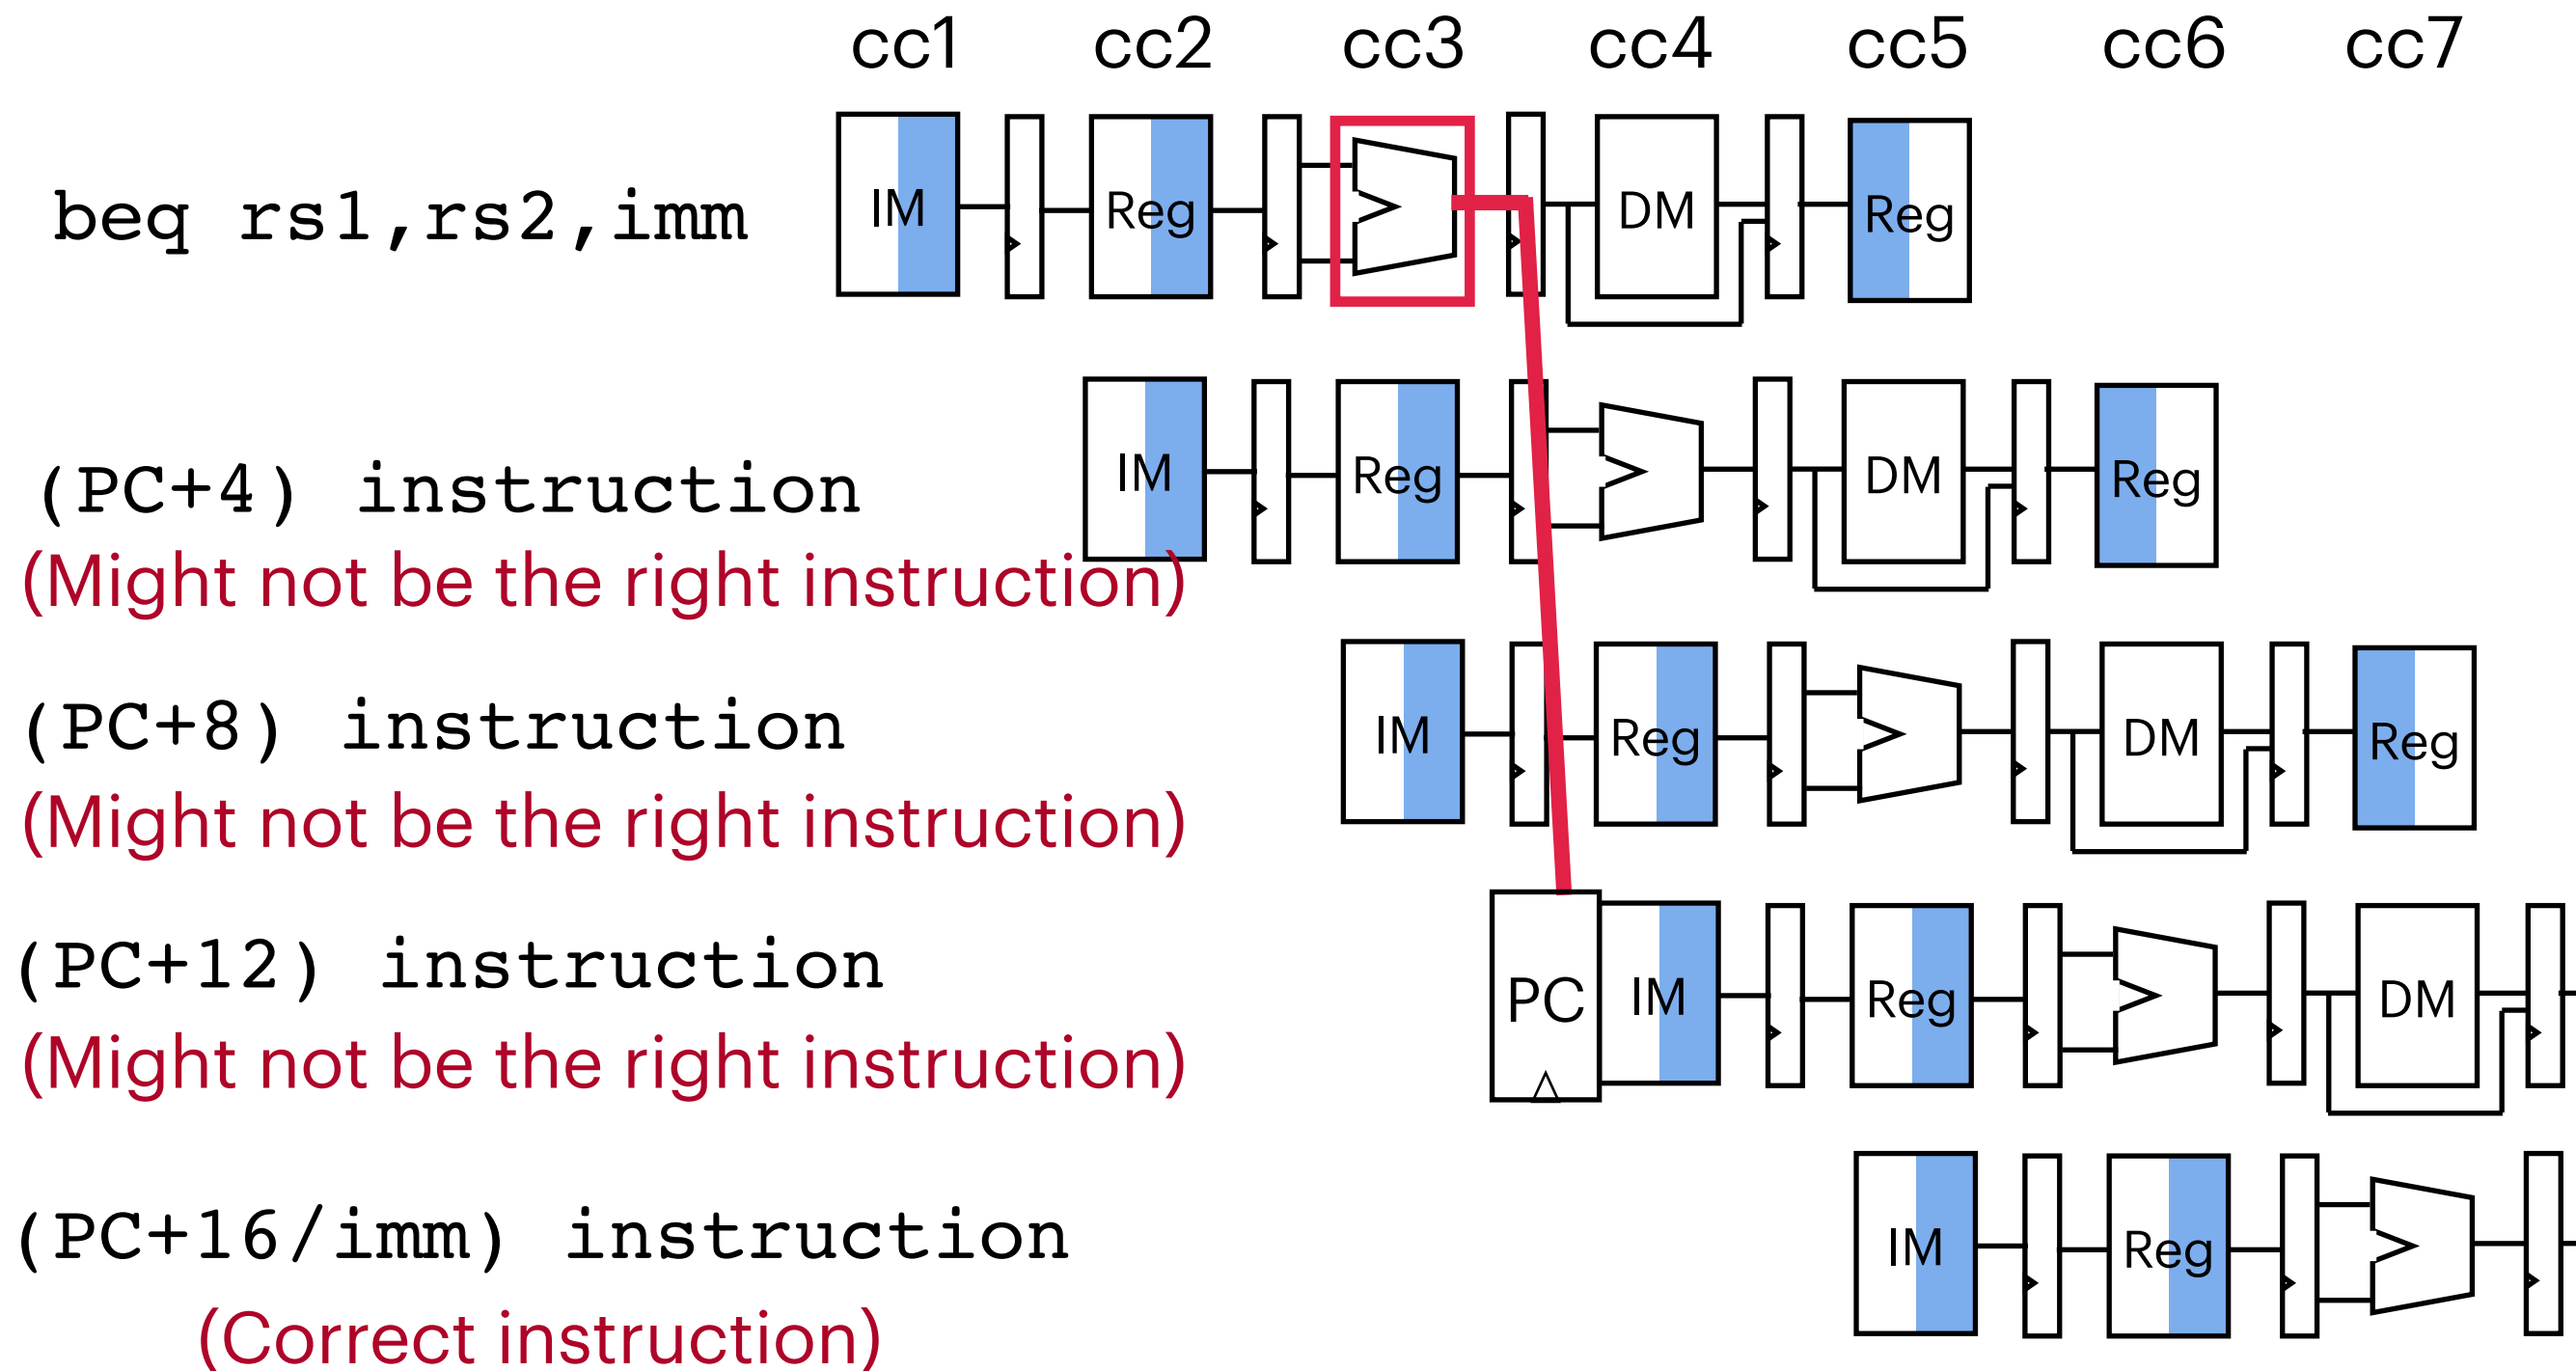 cc1 cc2 cc3 cc4 cc5 cc6 cc7
beq rs1,rs2,imm IM Reg DM Reg
(PC+4) instruction IM Reg DM Reg
(Might not be the right instruction)
(PC+8) instruction IM Reg DM Reg
(Might not be the right instruction)
(PC+12) instruction PC IM Reg DM
(Might not be the right instruction)
(PC+16/imm) instruction IM Reg
(Correct instruction)